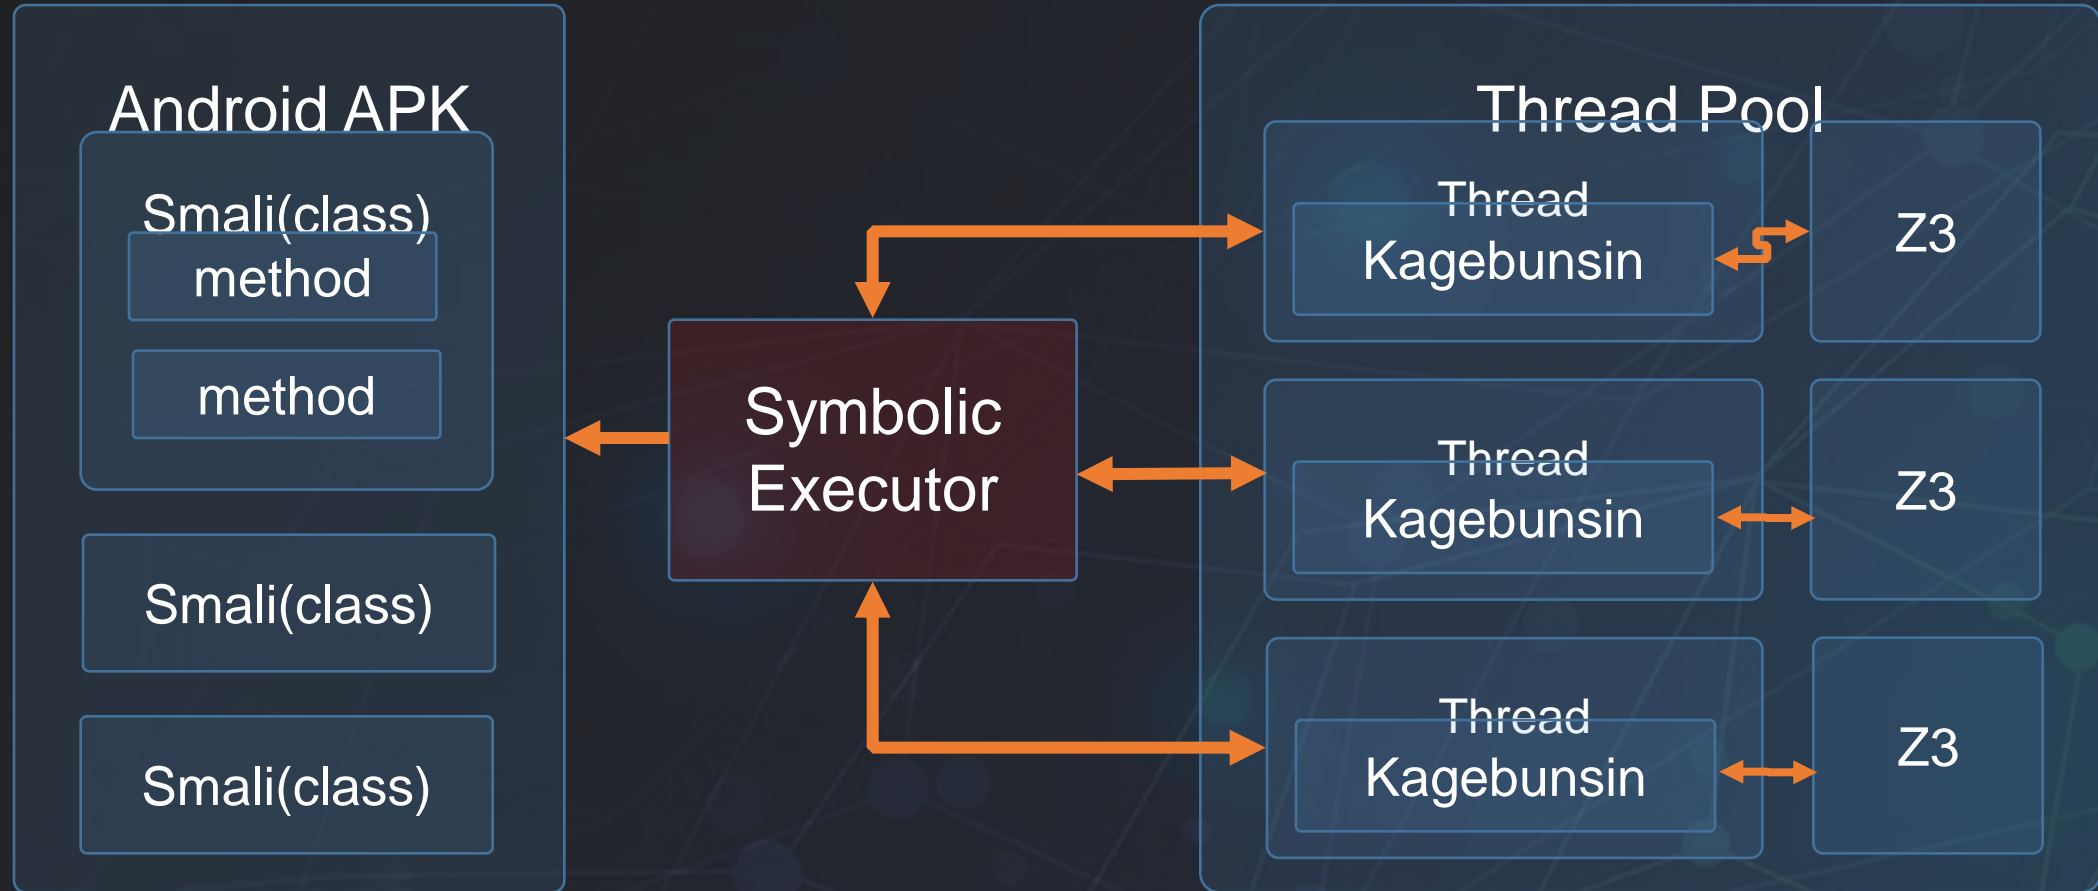 Android APK
Smali(class)
method
method
Smali(class)
Smali(class)
Symbolic
Executor
Thread Pool
Thread
Kagebunsin
Z3
Thread
Kagebunsin
Z3
Thread
Kagebunsin
Z3